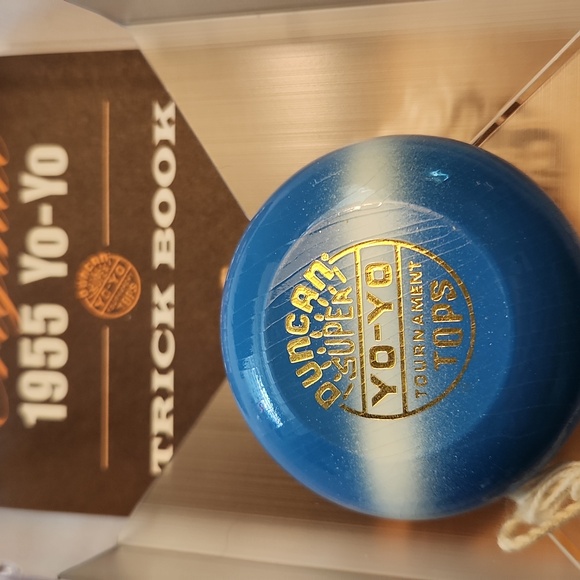 1955 Yo-Yo
TRICK BOOK
DUNCAN
SUPER
YO-YO
TOURNAMENT
TOPS